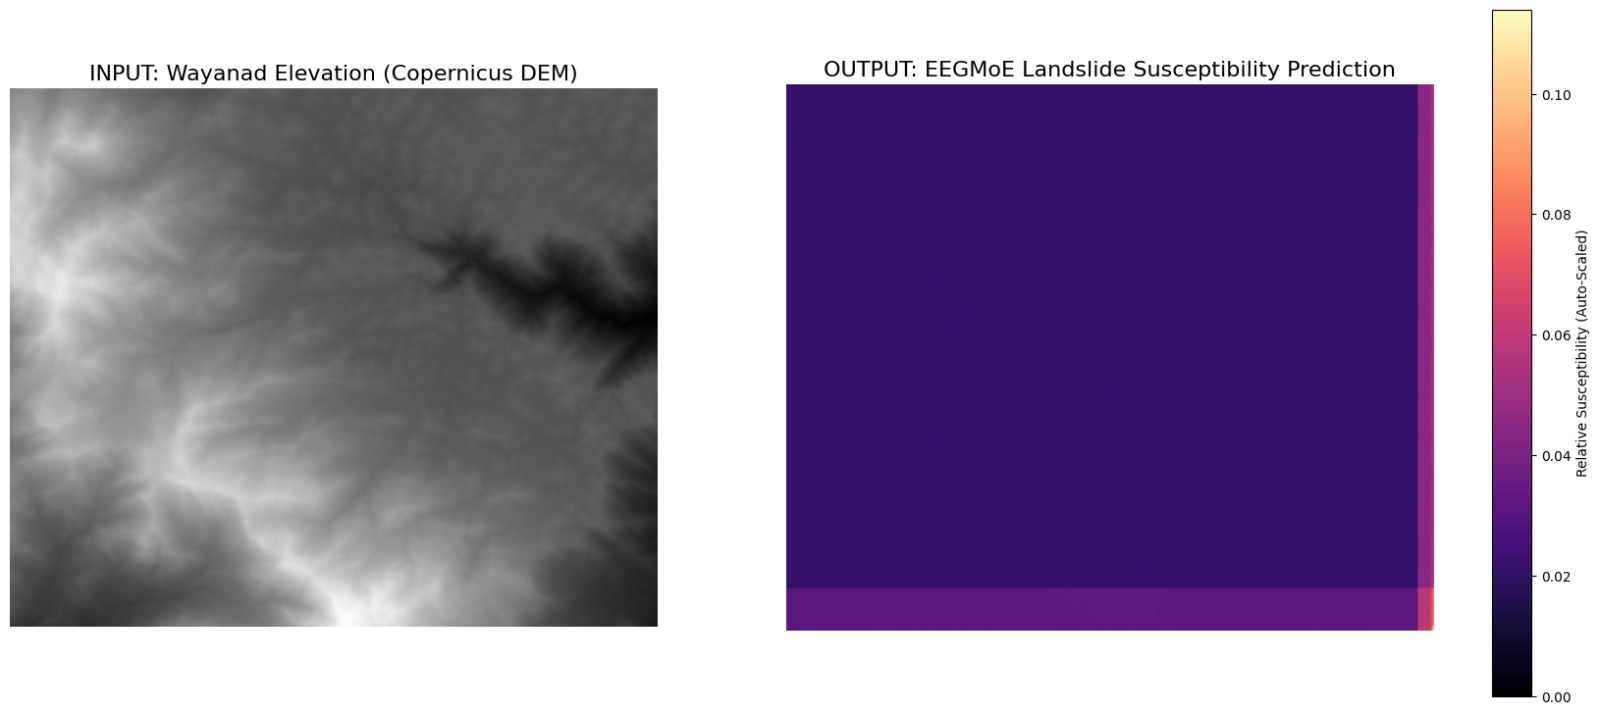 INPUT: Wayanad Elevation (Copernicus DEM)
OUTPUT: EEGMoE Landslide Susceptibility Prediction
0.10
0.08
0.06
0.04
0.02
0.00
Relative Susceptibility (Auto-Scaled)